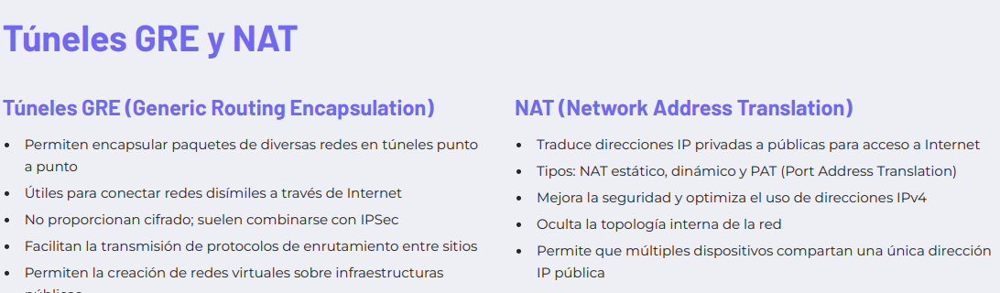 Túneles GRE y NAT
Túneles GRE (Generic Routing Encapsulation)
• Permiten encapsular paquetes de diversas redes en túneles punto
a punto
• Útiles para conectar redes disímiles a través de Internet
• No proporcionan cifrado; suelen combinarse con IPSec
• Facilitan la transmisión de protocolos de enrutamiento entre sitios
• Permiten la creación de redes virtuales sobre infraestructuras
NAT (Network Address Translation)
• Traduce direcciones IP privadas a públicas para acceso a Internet
• Tipos: NAT estático, dinámico y PAT (Port Address Translation)
• Mejora la seguridad y optimiza el uso de direcciones IPv4
• Oculta la topología interna de la red
• Permite que múltiples dispositivos compartan una única dirección
IP pública